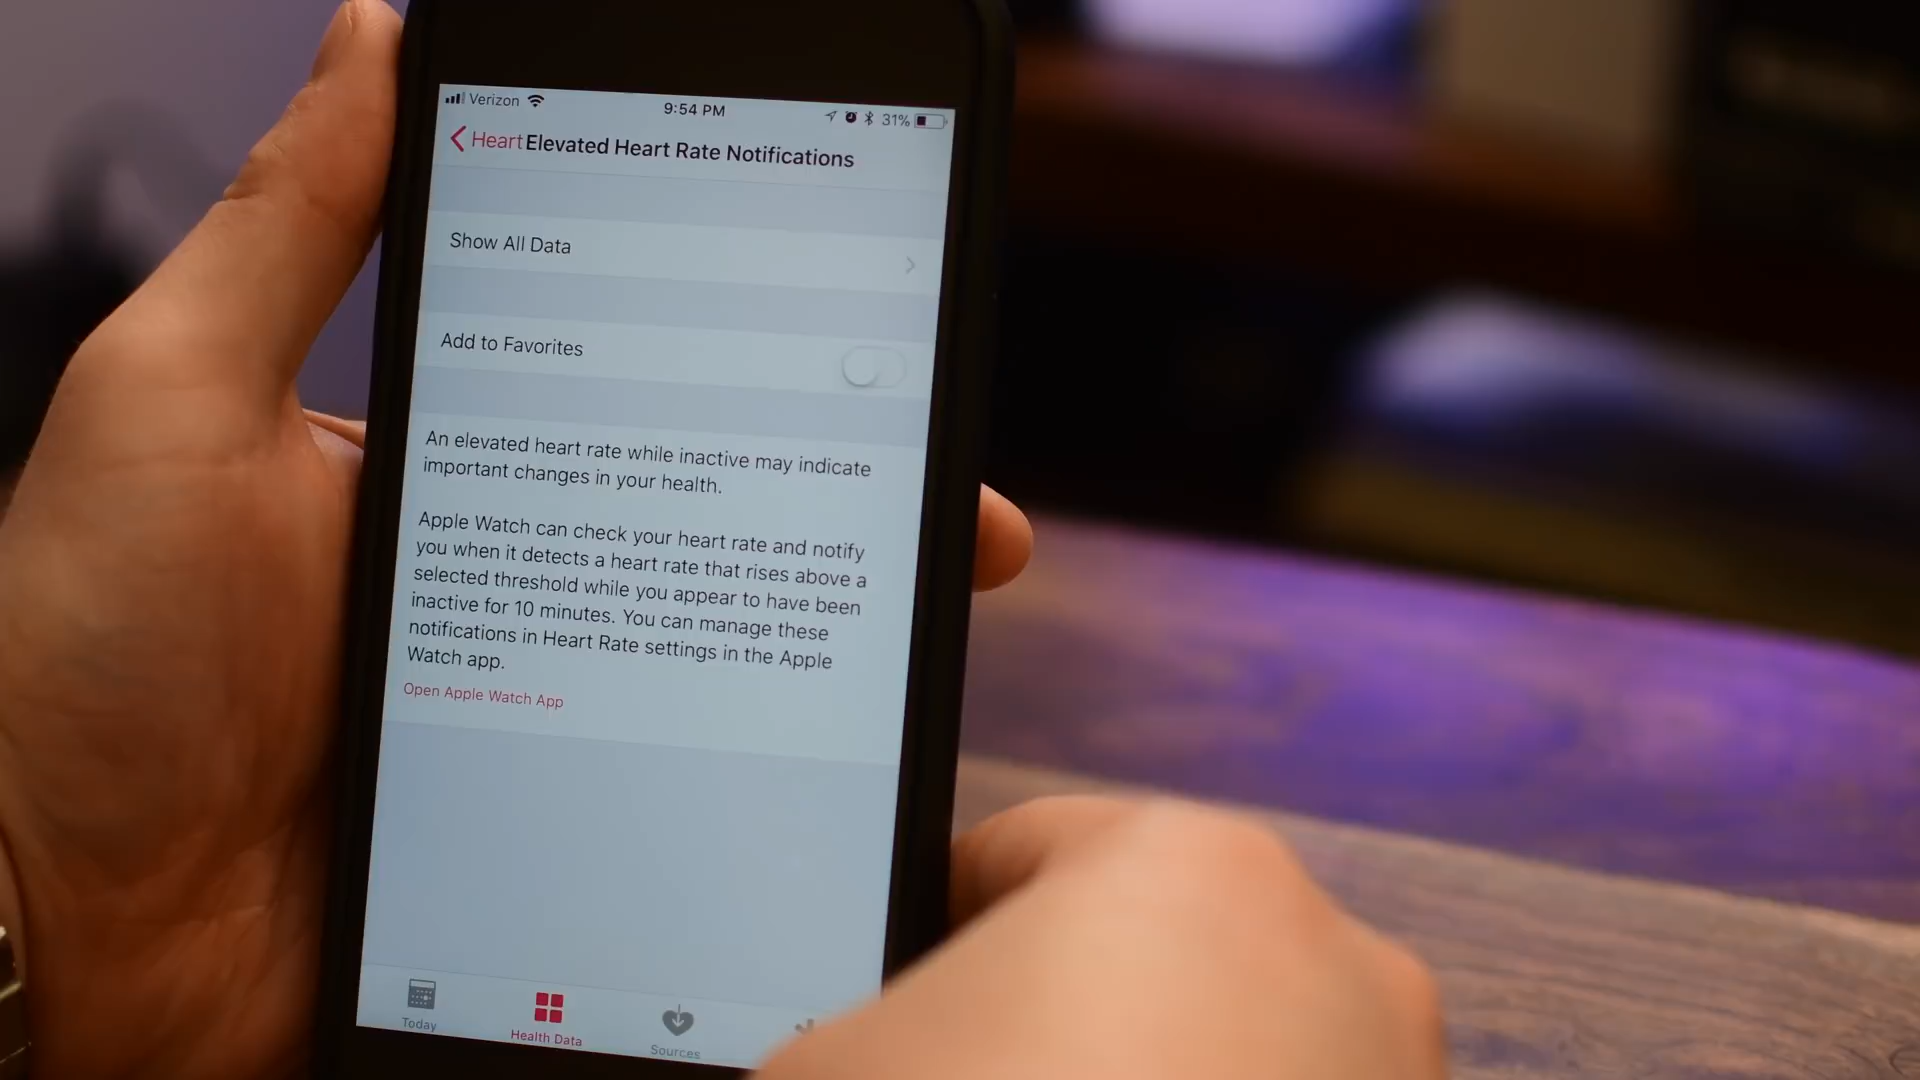 Verizon
9:54 PM
31%
Heart
Elevated Heart Rate Notifications
Show All Data
Add to Favorites
An elevated heart rate while inactive may indicate
important changes in your health.
Apple Watch can check your heart rate and notify
you when it detects a heart rate that rises above a
selected threshold while you appear to have been
inactive for 10 minutes. You can manage these
notifications in Heart Rate settings in the Apple
Watch app.
Open Apple Watch App
Today
Health Data
Sources